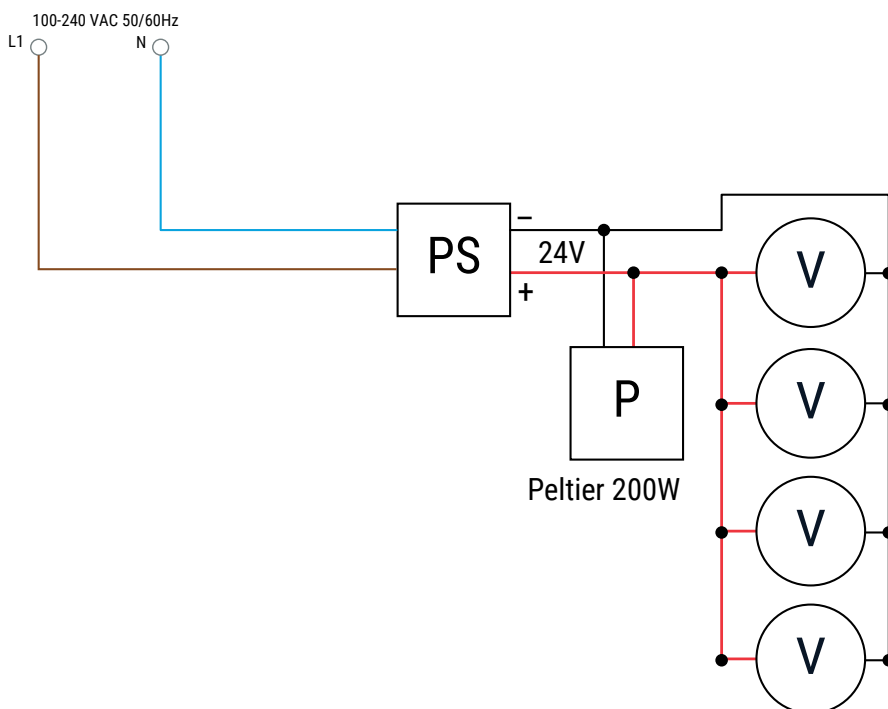 100-240 VAC 50/60Hz
L1
N
PS
–
24V
+
V
P
V
Peltier 200W
V
V